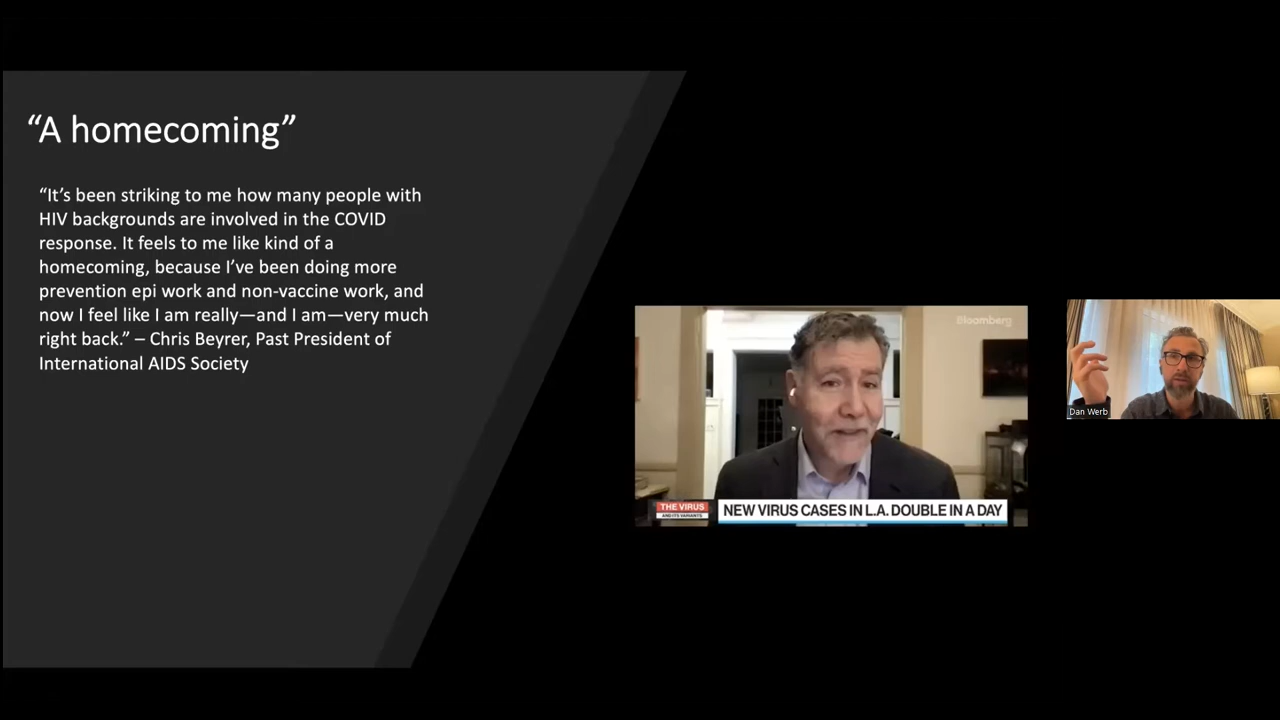 “A homecoming”
“It’s been striking to me how many people with
HIV backgrounds are involved in the COVID
response. It feels to me like kind of a
homecoming, because I’ve been doing more
prevention epi work and non-vaccine work, and
now I feel like I am really—and I am—very much
right back.” – Chris Beyrer, Past President of
International AIDS Society
Bloomberg
THE VIRUS
AND ITS VARIANTS
NEW VIRUS CASES IN L.A. DOUBLE IN A DAY
Dan Werb